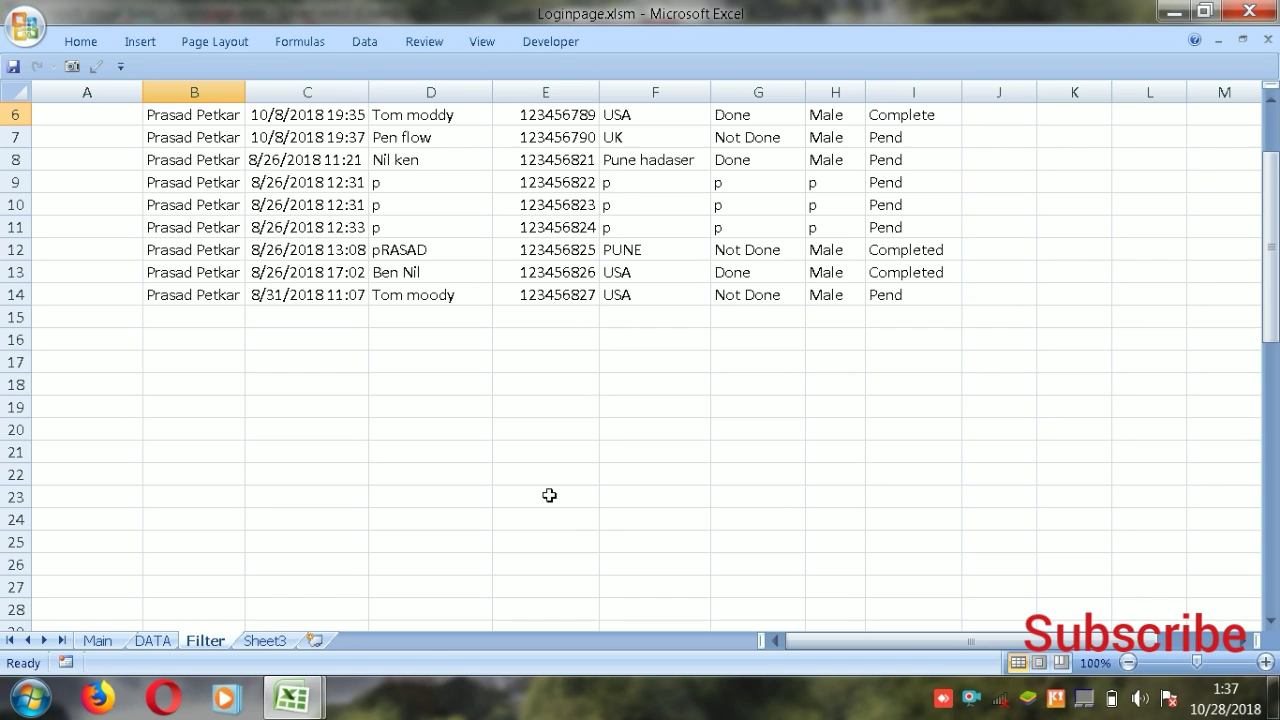 Loginpage.xlsm - Microsoft Excel
Home Insert Page Layout Formulas Data Review View Developer
A B C D E F G H I J K L M
6 Prasad Petkar 10/8/2018 19:35 Tom moddy 123456789 USA Done Male Complete
7 Prasad Petkar 10/8/2018 19:37 Pen flow 123456790 UK Not Done Male Pend
8 Prasad Petkar 8/26/2018 11:21 Nil ken 123456821 Pune hadaser Done Male Pend
9 Prasad Petkar 8/26/2018 12:31 p 123456822 p p p Pend
10 Prasad Petkar 8/26/2018 12:31 p 123456823 p p p Pend
11 Prasad Petkar 8/26/2018 12:33 p 123456824 p p p Pend
12 Prasad Petkar 8/26/2018 13:08 pRASAD 123456825 PUNE Not Done Male Completed
13 Prasad Petkar 8/26/2018 17:02 Ben Nil 123456826 USA Done Male Completed
14 Prasad Petkar 8/31/2018 11:07 Tom moody 123456827 USA Not Done Male Pend
15
16
17
18
19
20
21
22
23
24
25
26
27
28
Main DATA Filter Sheet3
Subscribe
Ready 100%
1:37
10/28/2018